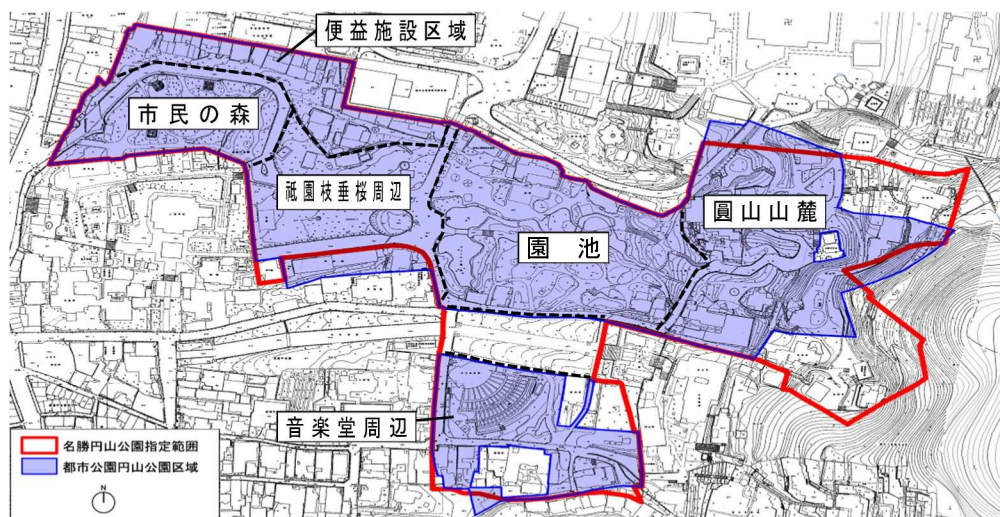 便益施設区域
市民の森
祇園枝垂桜周辺
園池
圓山山麓
音楽堂周辺
名勝円山公園指定範囲
都市公園円山公園区域
N